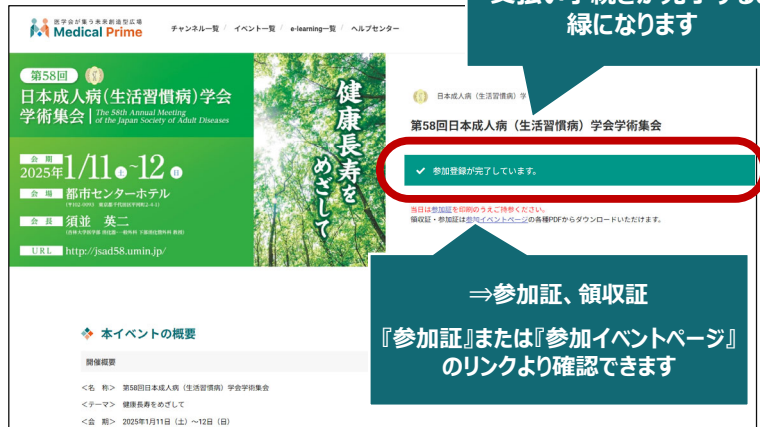 医学会が集う未来創造型広場
Medical Prime
チャンネル一覧 / イベント一覧 / e-learning一覧 / ヘルプセンター
緑になります
第58回
日本成人病(生活習慣病)学会
学術集会 The 58th Annual Meeting
of the Japan Society of Adult Diseases
会 期
2025年1/11土~12日
会 場 都市センターホテル
会 長 須並 英二
URL http://jsad58.umin.jp/
健康長寿を
めざして
日本成人病(生活習慣病)学
第58回日本成人病(生活習慣病)学会学術集会
✓ 参加登録が完了しています。
当日は参加証を印刷のうえご持参ください。
領収証・参加証は参加イベントページの各種PDFからダウンロードいただけます。
⇒参加証、領収証
『参加証』または『参加イベントページ』
のリンクより確認できます
本イベントの概要
開催概要
<名 称> 第58回日本成人病(生活習慣病)学会学術集会
<テーマ> 健康長寿をめざして
<会 期> 2025年1月11日(土)~12日(日)